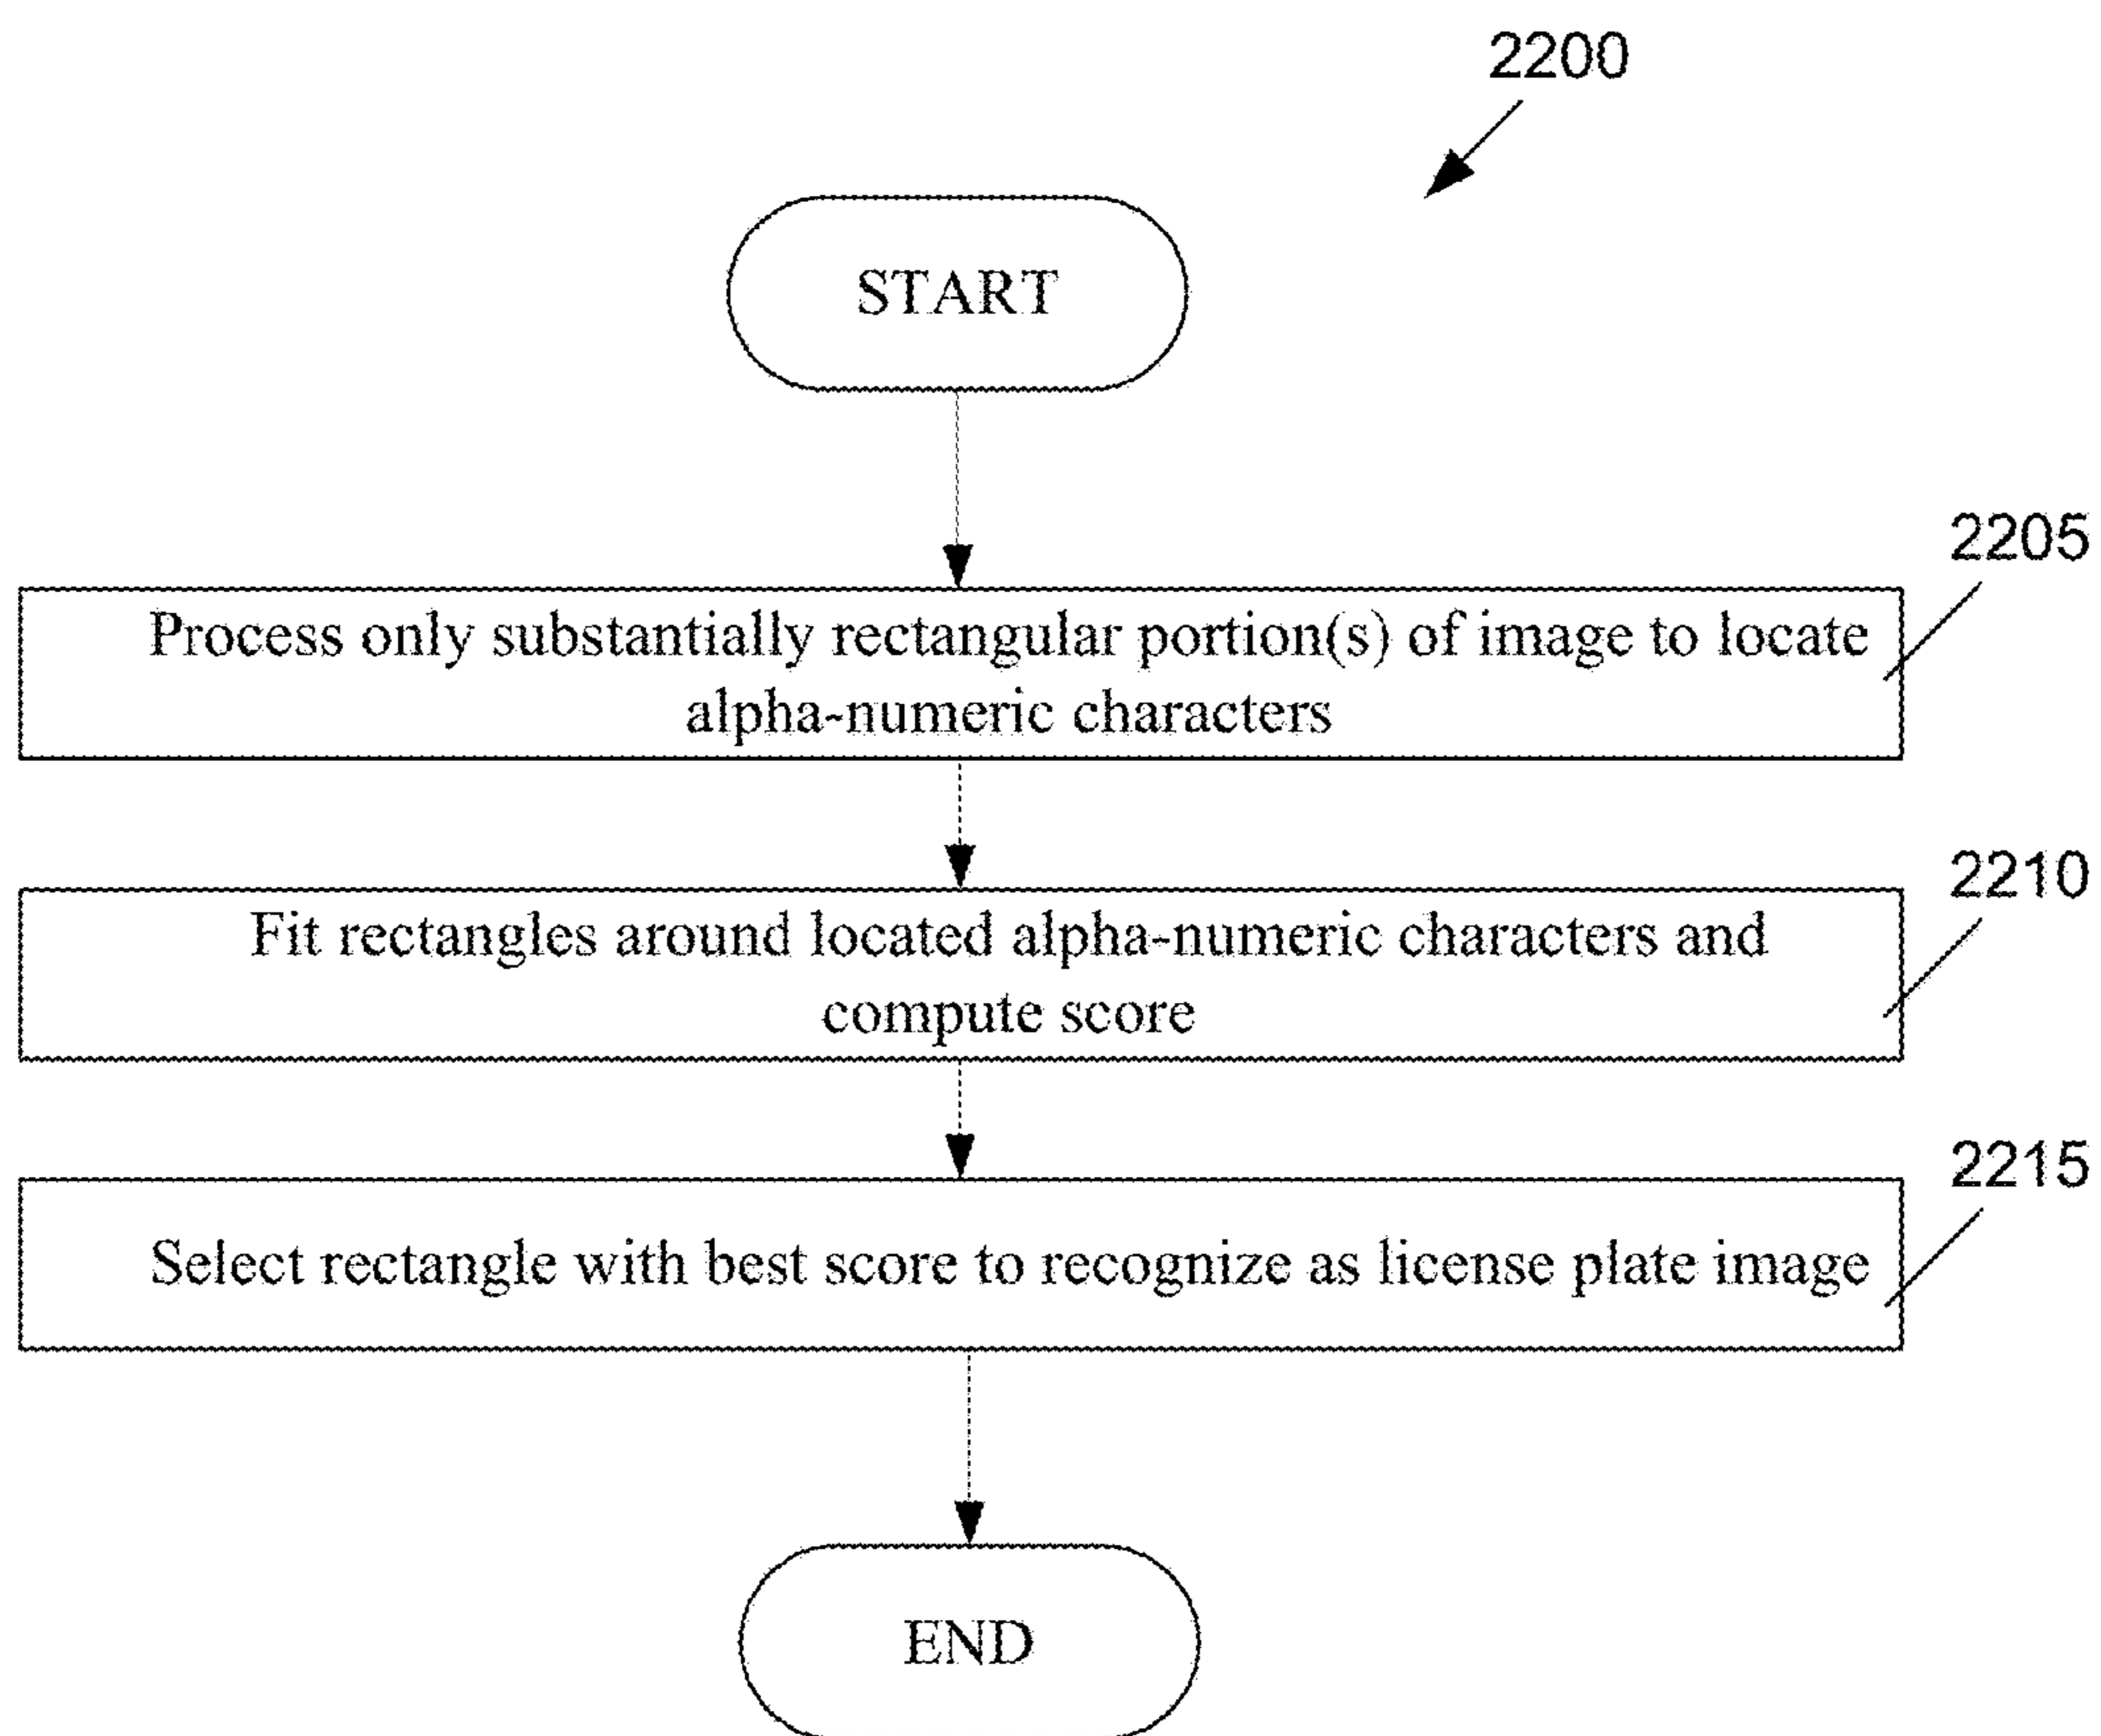 2200
START
2205
Process only substantially rectangular portion(s) of image to locate
alpha-numeric characters
2210
Fit rectangles around located alpha-numeric characters and
compute score
2215
Select rectangle with best score to recognize as license plate image
END